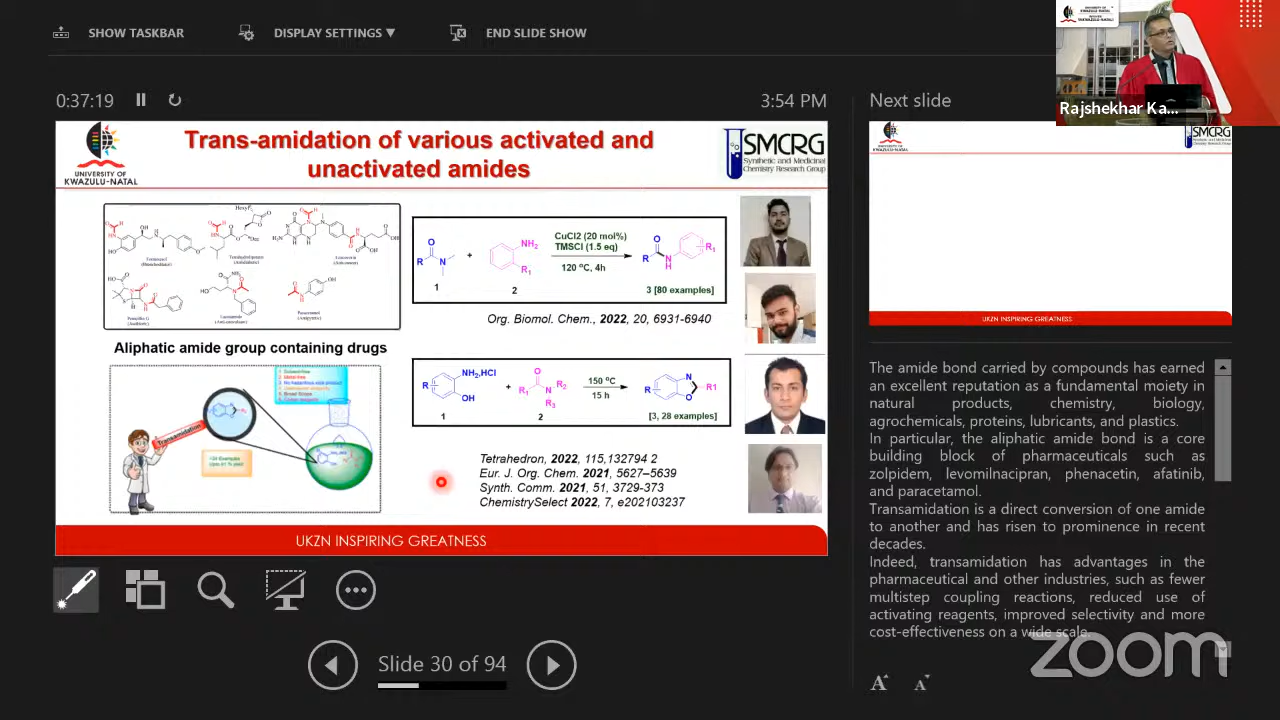 SHOW TASKBAR
DISPLAY SETTINGS ▼
END SLIDE SHOW
0:37:19
3:54 PM
Next slide
Rajshekhar Ka...
UNIVERSITY OF
KWAZULU-NATAL
Trans-amidation of various activated and
unactivated amides
SMCRG
Synthetic and Medicinal
Chemistry Research Group
Aliphatic amide group containing drugs
CuCl2 (20 mol%)
TMSCl (1.5 eq)
120 °C, 4h
1
+
2
3 [80 examples]
Org. Biomol. Chem., 2022, 20, 6931-6940
NH2,HCl
OH
150 °C
15 h
1
+
2
[3, 28 examples]
Transamidation
Tetrahedron, 2022, 115,132794 2
Eur. J. Org. Chem. 2021, 5627–5639
Synth. Comm. 2021, 51, 3729-373
ChemistrySelect 2022, 7, e202103237
UKZN INSPIRING GREATNESS
SMCRG
UKZN INSPIRING GREATNESS
The amide bond carried by compounds has earned
an excellent reputation as a fundamental moiety in
natural products, chemistry, biology,
agrochemicals, proteins, lubricants, and plastics.
In particular, the aliphatic amide bond is a core
building block of pharmaceuticals such as
zolpidem, levomilnacipran, phenacetin, afatinib,
and paracetamol.
Transamidation is a direct conversion of one amide
to another and has risen to prominence in recent
decades.
Indeed, transamidation has advantages in the
pharmaceutical and other industries, such as fewer
multistep coupling reactions, reduced use of
activating reagents, improved selectivity and more
cost-effectiveness on a wide scale.
Slide 30 of 94
zoom